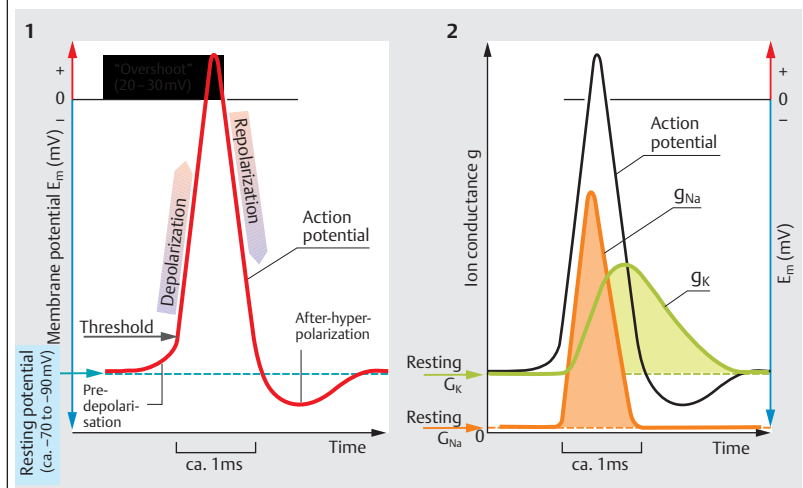 1
+
0
–
"Overshoot"
(20–30 mV)
Membrane potential Em (mV)
Depolarization
Repolarization
Action
potential
Threshold
After-hyper-
polarization
Resting potential
(ca. –70 to –90 mV)
Pre-
depolari-
sation
Time
ca. 1ms
2
+
0
–
Ion conductance g
Action
potential
gNa
gK
Em (mV)
Resting
GK
Resting
GNa
0
Time
ca. 1ms